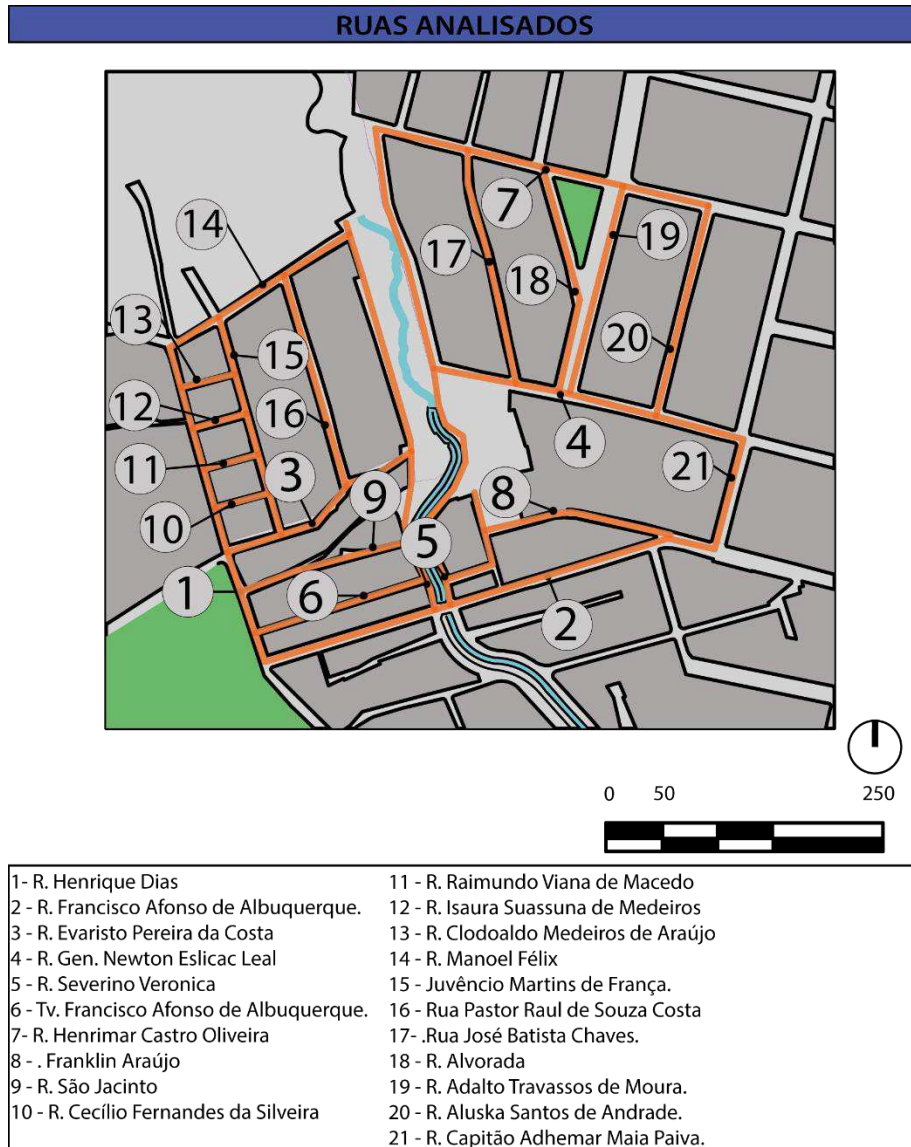 RUAS ANALISADOS
14
7
19
17
13
18
15
20
12
16
4
11
3
21
9
8
10
5
1
6
2
0 50 250
1- R. Henrique Dias
2 - R. Francisco Afonso de Albuquerque.
3 - R. Evaristo Pereira da Costa
4 - R. Gen. Newton Eslicac Leal
5 - R. Severino Veronica
6 - Tv. Francisco Afonso de Albuquerque.
7- R. Henrimar Castro Oliveira
8 - . Franklin Araújo
9 - R. São Jacinto
10 - R. Cecílio Fernandes da Silveira
11 - R. Raimundo Viana de Macedo
12 - R. Isaura Suassuna de Medeiros
13 - R. Clodoaldo Medeiros de Araújo
14 - R. Manoel Félix
15 - Juvêncio Martins de França.
16 - Rua Pastor Raul de Souza Costa
17- .Rua José Batista Chaves.
18 - R. Alvorada
19 - R. Adalto Travassos de Moura.
20 - R. Aluska Santos de Andrade.
21 - R. Capitão Adhemar Maia Paiva.